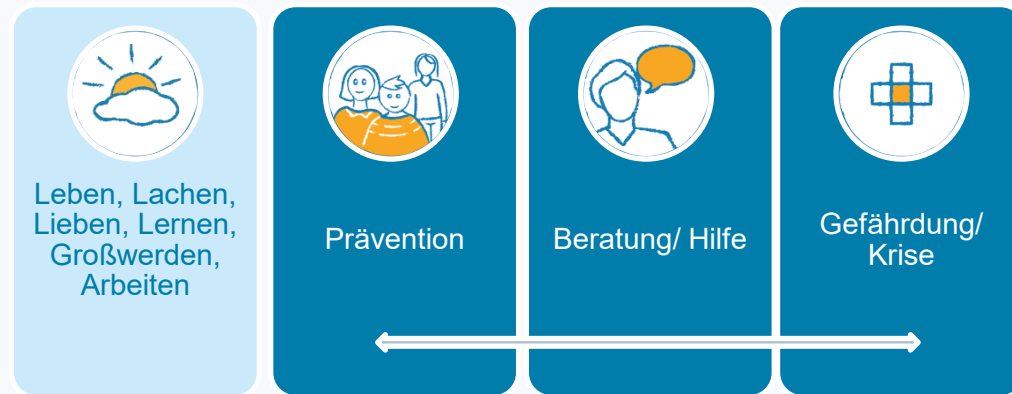 Leben, Lachen,
Lieben, Lernen,
Großwerden,
Arbeiten
Prävention
Beratung/ Hilfe
Gefährdung/
Krise